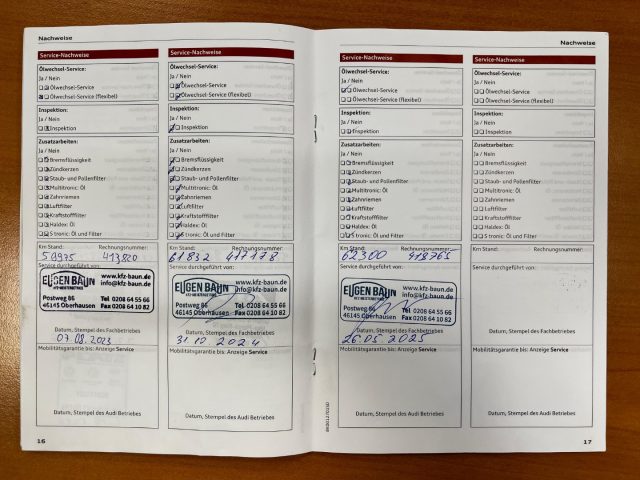 Nachweise
Service-Nachweise
Ölwechsel-Service:
Ja / Nein
Ölwechsel-Service
Ölwechsel-Service (flexibel)
Inspektion:
Ja / Nein
Inspektion
Zusatzarbeiten:
Ja / Nein
Bremsflüssigkeit
Zündkerzen
Staub- und Pollenfilter
Multitronic: Öl
Zahnriemen
Luftfilter
Kraftstofffilter
Haldex: Öl
S tronic: Öl und Filter
Km Stand: Rechnungsnummer:
413820
Service durchgeführt von:
EUGEN BAUN
KFZ-MEISTERBETRIEB
www.kfz-baun.de
info@kfz-baun.de
Postweg 86
46145 Oberhausen
Tel 0208 64 55 66
Fax 0208 64 10 82
Datum, Stempel des Fachbetriebes
07.08.2023
Mobilitätsgarantie bis: Anzeige Service
Datum, Stempel des Audi Betriebes
16
Service-Nachweise
Ölwechsel-Service:
Ja / Nein
Ölwechsel-Service
Ölwechsel-Service (flexibel)
Inspektion:
Ja / Nein
Inspektion
Zusatzarbeiten:
Ja / Nein
Bremsflüssigkeit
Zündkerzen
Staub- und Pollenfilter
Multitronic: Öl
Zahnriemen
Luftfilter
Kraftstofffilter
Haldex: Öl
S tronic: Öl und Filter
Km Stand: Rechnungsnummer:
61832 417178
Service durchgeführt von:
EUGEN BAUN
KFZ-MEISTERBETRIEB
www.kfz-baun.de
info@kfz-baun.de
Postweg 86
46145 Oberhausen
Tel 0208 64 55 66
Fax 0208 64 10 82
Datum, Stempel des Fachbetriebes
31 10 2024
Mobilitätsgarantie bis: Anzeige Service
Datum, Stempel des Audi Betriebes
Nachweise
Service-Nachweise
Ölwechsel-Service:
Ja / Nein
Ölwechsel-Service
Ölwechsel-Service (flexibel)
Inspektion:
Ja / Nein
Inspektion
Zusatzarbeiten:
Ja / Nein
Bremsflüssigkeit
Zündkerzen
Staub- und Pollenfilter
Multitronic: Öl
Zahnriemen
Luftfilter
Kraftstofffilter
Haldex: Öl
S tronic: Öl und Filter
Km Stand: Rechnungsnummer:
62300 418765
Service durchgeführt von:
EUGEN BAUN
KFZ-MEISTERBETRIEB
www.kfz-baun.de
info@kfz-baun.de
Postweg 86
46145 Oberhausen
Tel 0208 64 55 66
Fax 0208 64 10 82
Datum, Stempel des Fachbetriebes
26.05.2025
Mobilitätsgarantie bis: Anzeige Service
Datum, Stempel des Audi Betriebes
Service-Nachweise
Ölwechsel-Service:
Ja / Nein
Ölwechsel-Service
Ölwechsel-Service (flexibel)
Inspektion:
Ja / Nein
Inspektion
Zusatzarbeiten:
Ja / Nein
Bremsflüssigkeit
Zündkerzen
Staub- und Pollenfilter
Multitronic: Öl
Zahnriemen
Luftfilter
Kraftstofffilter
Haldex: Öl
S tronic: Öl und Filter
Km Stand: Rechnungsnummer:
Service durchgeführt von:
Datum, Stempel des Fachbetriebes
Mobilitätsgarantie bis: Anzeige Service
Datum, Stempel des Audi Betriebes
17